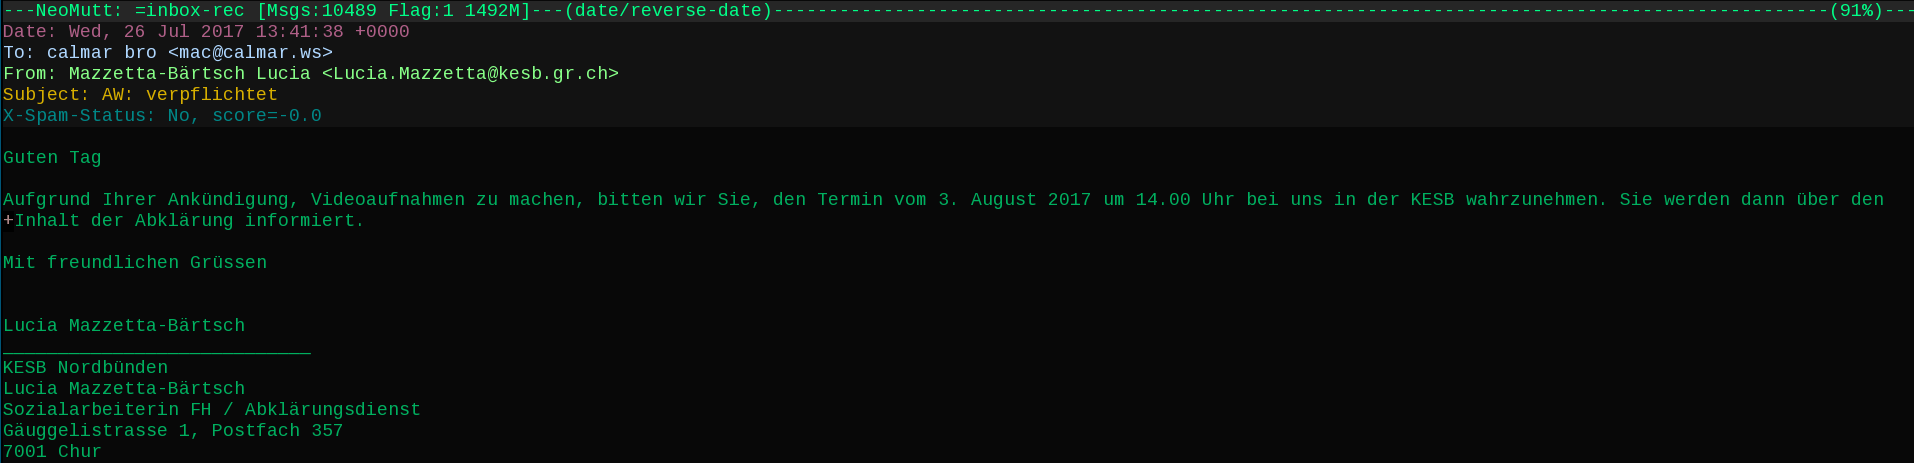 ---NeoMutt: =inbox-rec [Msgs:10489 Flag:1 1492M]---(date/reverse-date)------------------------------------------------------------------------------------------------(91%)---
Date: Wed, 26 Jul 2017 13:41:38 +0000
To: calmar bro <mac@calmar.ws>
From: Mazzetta-Bärtsch Lucia <Lucia.Mazzetta@kesb.gr.ch>
Subject: AW: verpflichtet
X-Spam-Status: No, score=-0.0
Guten Tag
Aufgrund Ihrer Ankündigung, Videoaufnahmen zu machen, bitten wir Sie, den Termin vom 3. August 2017 um 14.00 Uhr bei uns in der KESB wahrzunehmen. Sie werden dann über den
+Inhalt der Abklärung informiert.
Mit freundlichen Grüssen
Lucia Mazzetta-Bärtsch
____________________________
KESB Nordbünden
Lucia Mazzetta-Bärtsch
Sozialarbeiterin FH / Abklärungsdienst
Gäuggelistrasse 1, Postfach 357
7001 Chur